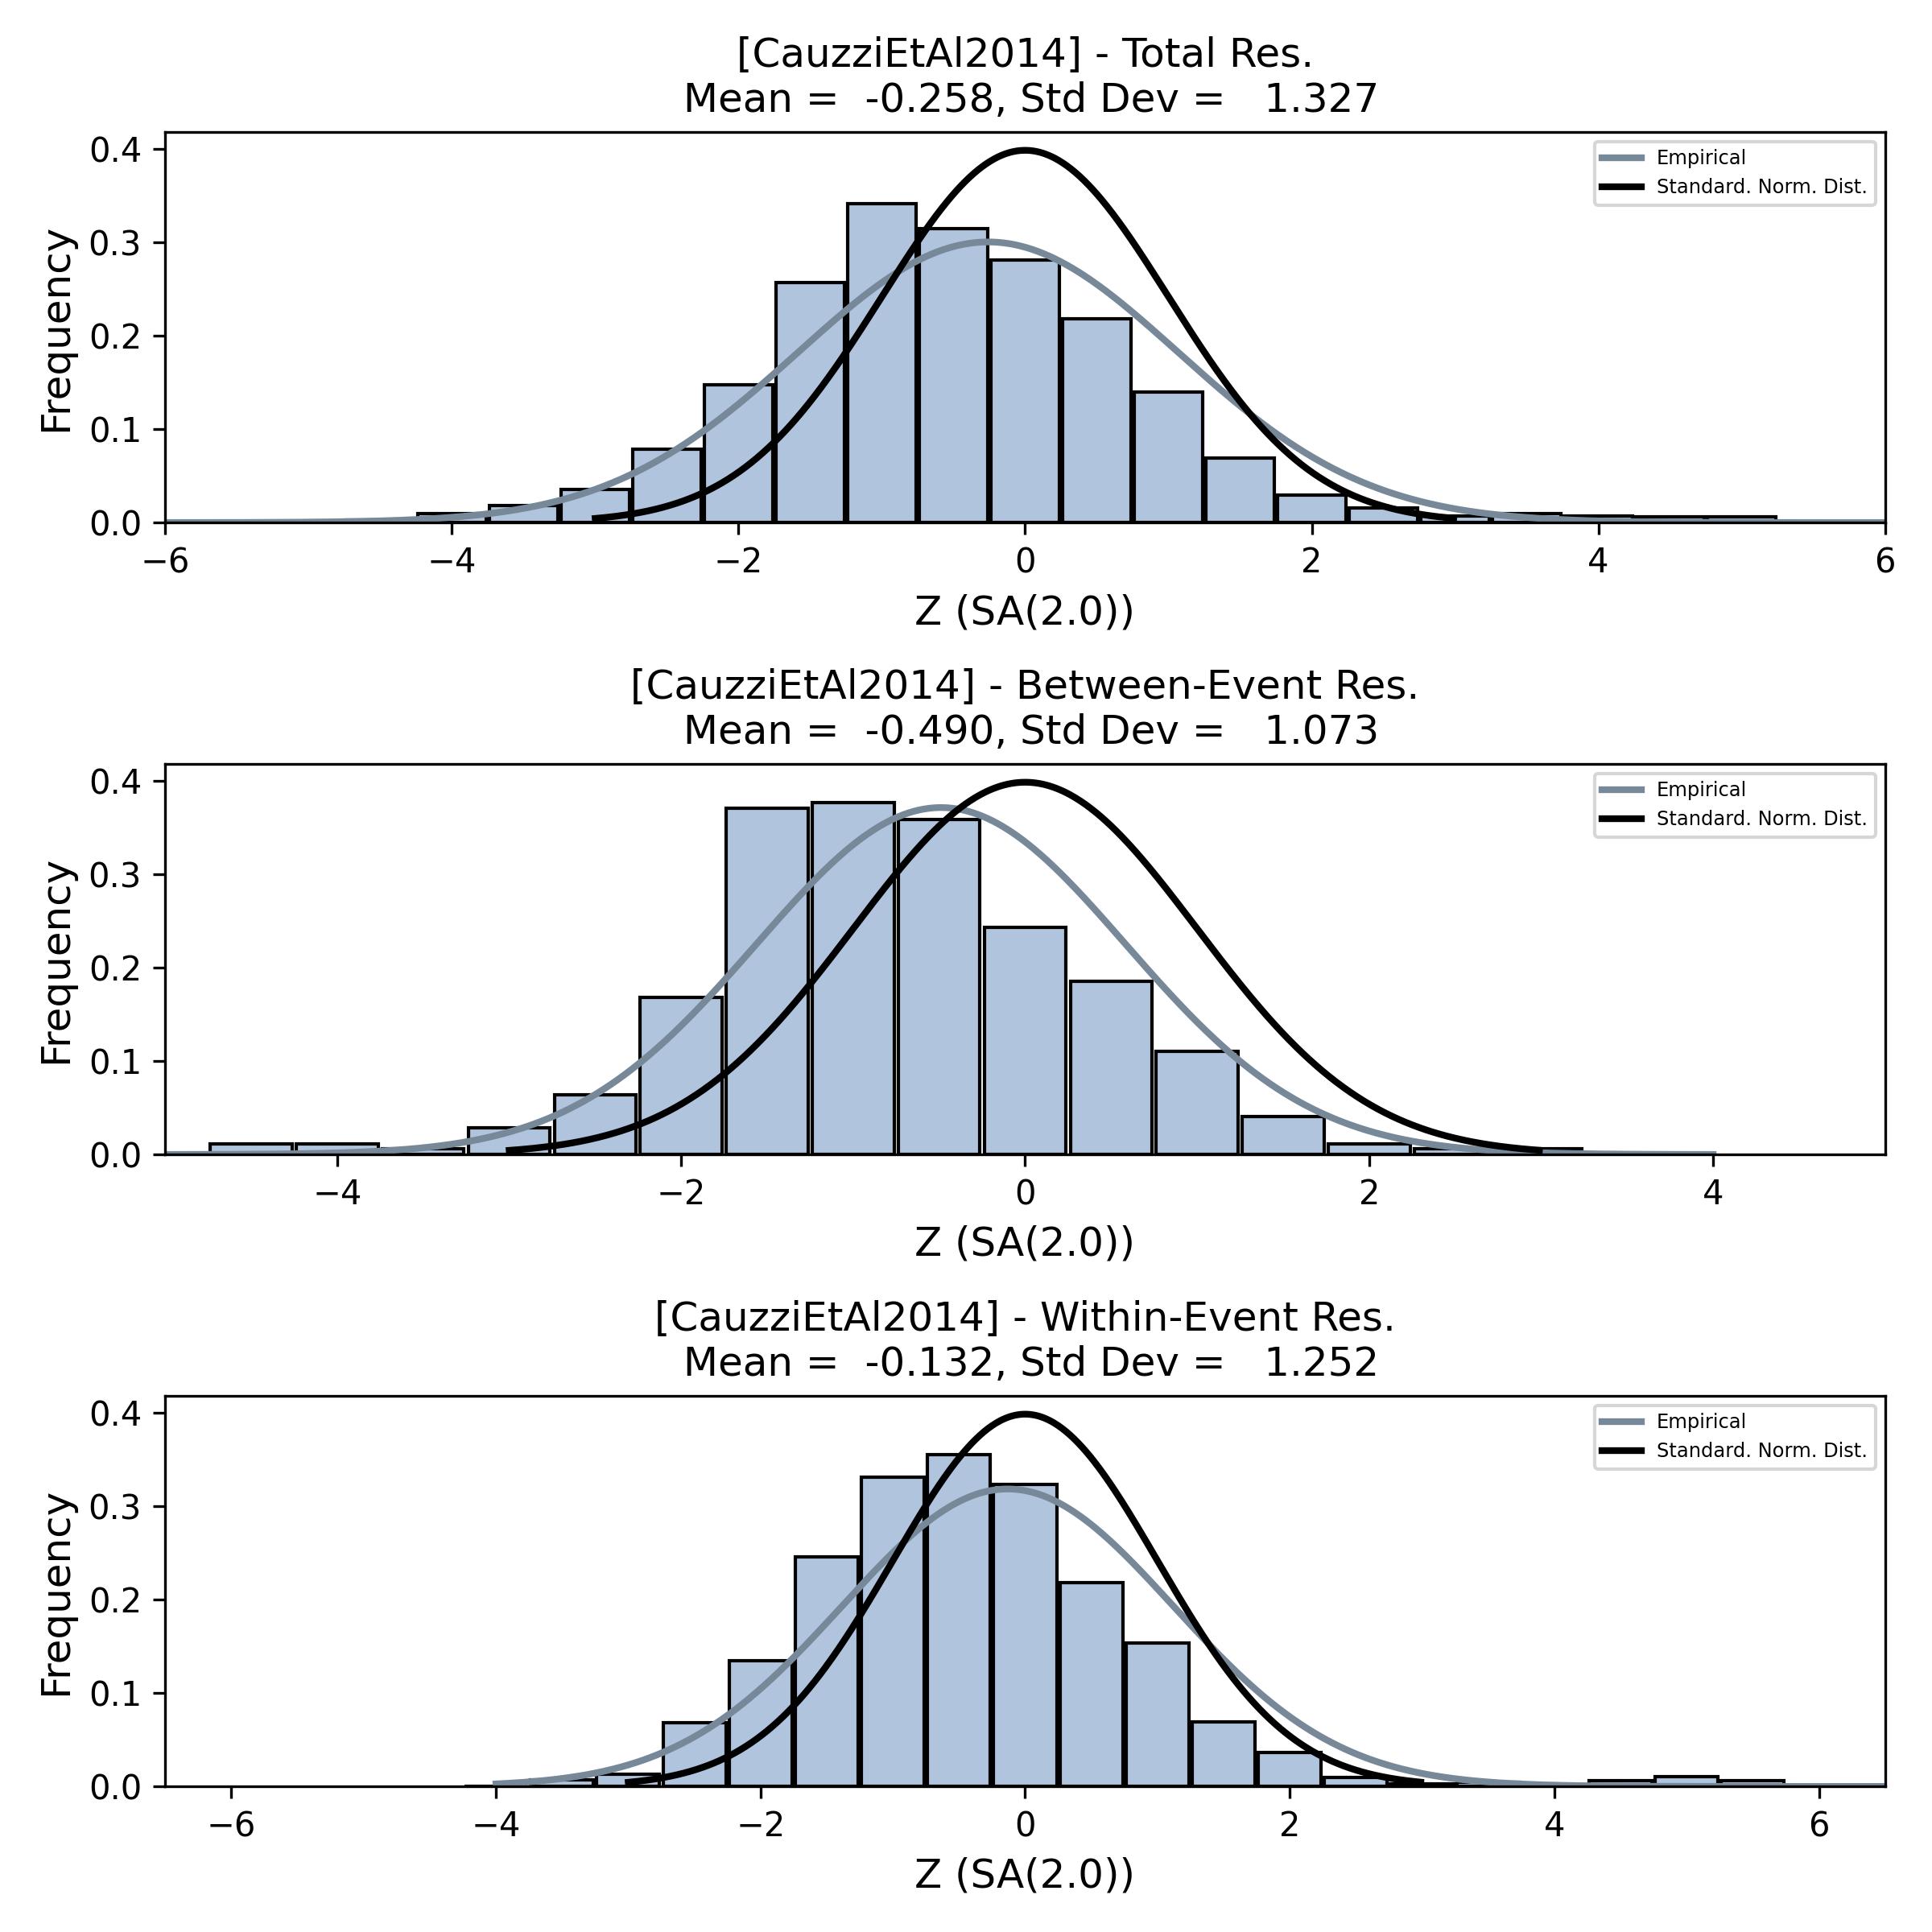 [CauzziEtAl2014] - Total Res.
Mean =  -0.258, Std Dev =   1.327
Frequency
0.4
0.3
0.2
0.1
0.0
Empirical
Standard. Norm. Dist.
−6 −4 −2 0 2 4 6
Z (SA(2.0))
[CauzziEtAl2014] - Between-Event Res.
Mean =  -0.490, Std Dev =   1.073
Frequency
0.4
0.3
0.2
0.1
0.0
Empirical
Standard. Norm. Dist.
−4 −2 0 2 4
Z (SA(2.0))
[CauzziEtAl2014] - Within-Event Res.
Mean =  -0.132, Std Dev =   1.252
Frequency
0.4
0.3
0.2
0.1
0.0
Empirical
Standard. Norm. Dist.
−6 −4 −2 0 2 4 6
Z (SA(2.0))